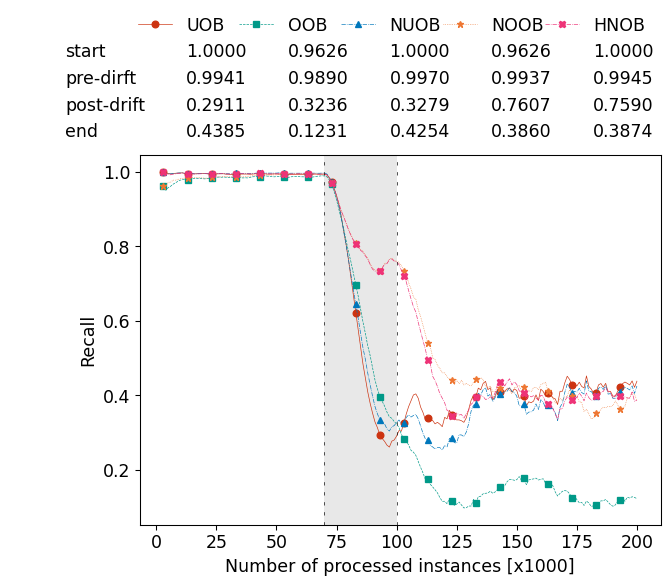 UOB OOB NUOB NOOB HNOB
start 1.0000 0.9626 1.0000 0.9626 1.0000
pre-dirft 0.9941 0.9890 0.9970 0.9937 0.9945
post-drift 0.2911 0.3236 0.3279 0.7607 0.7590
end 0.4385 0.1231 0.4254 0.3860 0.3874
1.0
0.8
0.6
0.4
0.2
Recall
0 25 50 75 100 125 150 175 200
Number of processed instances [x1000]